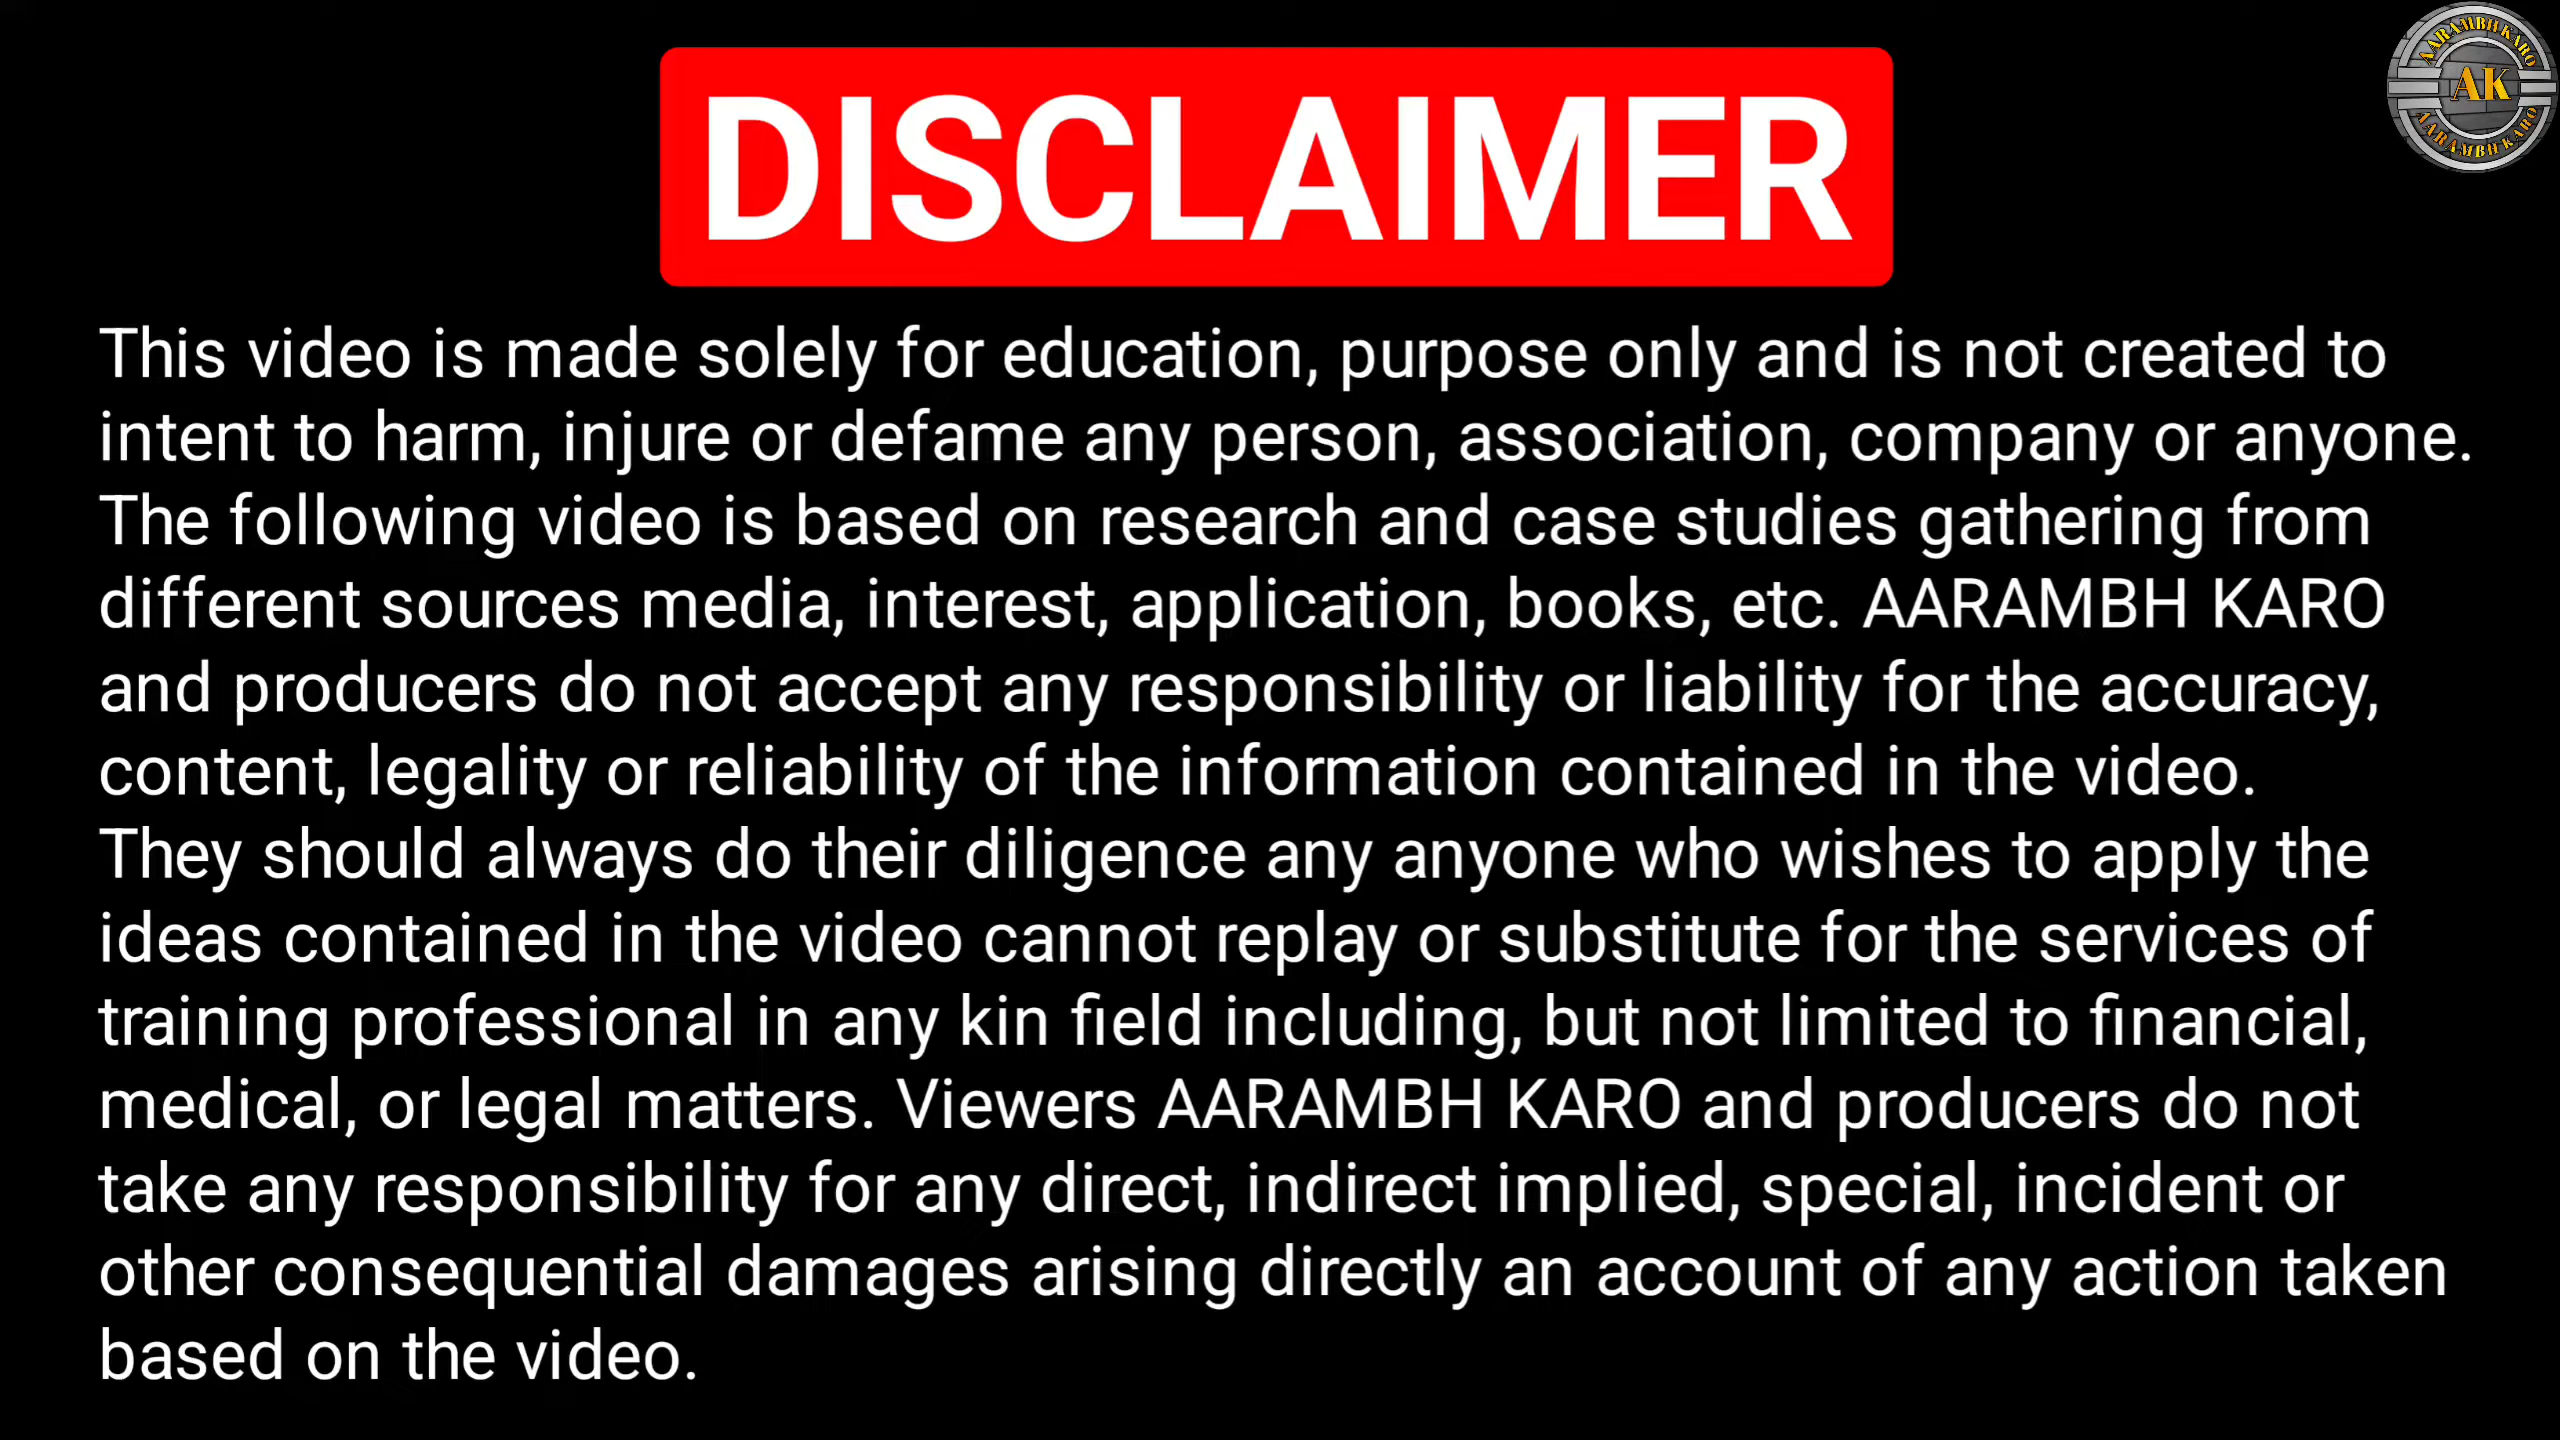 AARAMBH KARO
AK
AARAMBH KARO
DISCLAIMER
This video is made solely for education, purpose only and is not created to
intent to harm, injure or defame any person, association, company or anyone.
The following video is based on research and case studies gathering from
different sources media, interest, application, books, etc. AARAMBH KARO
and producers do not accept any responsibility or liability for the accuracy,
content, legality or reliability of the information contained in the video.
They should always do their diligence any anyone who wishes to apply the
ideas contained in the video cannot replay or substitute for the services of
training professional in any kin field including, but not limited to financial,
medical, or legal matters. Viewers AARAMBH KARO and producers do not
take any responsibility for any direct, indirect implied, special, incident or
other consequential damages arising directly an account of any action taken
based on the video.